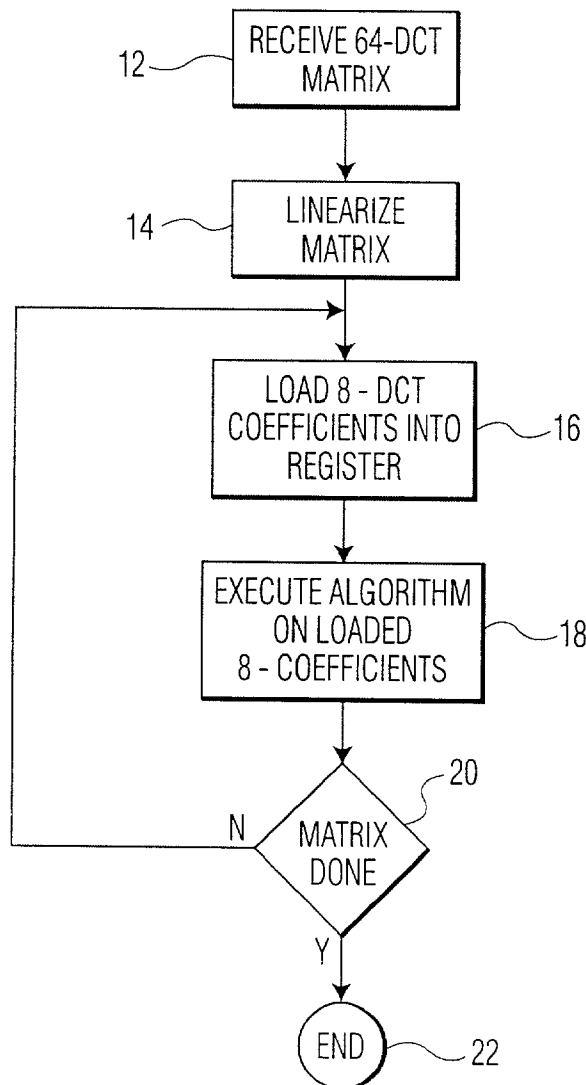 12
RECEIVE 64-DCT
MATRIX
14
LINEARIZE
MATRIX
LOAD 8 - DCT
COEFFICIENTS INTO
REGISTER
16
EXECUTE ALGORITHM
ON LOADED
8 - COEFFICIENTS
18
20
N
MATRIX
DONE
Y
END
22